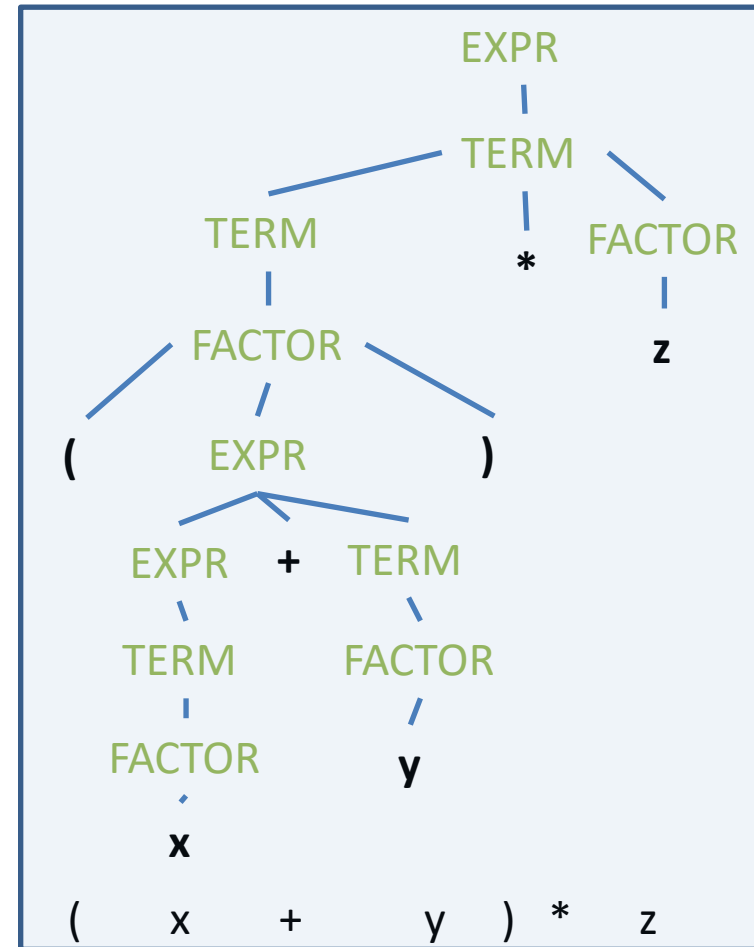 EXPR
TERM
TERM * FACTOR
FACTOR z
( EXPR )
EXPR + TERM
TERM FACTOR
FACTOR y
x
( x + y ) * z